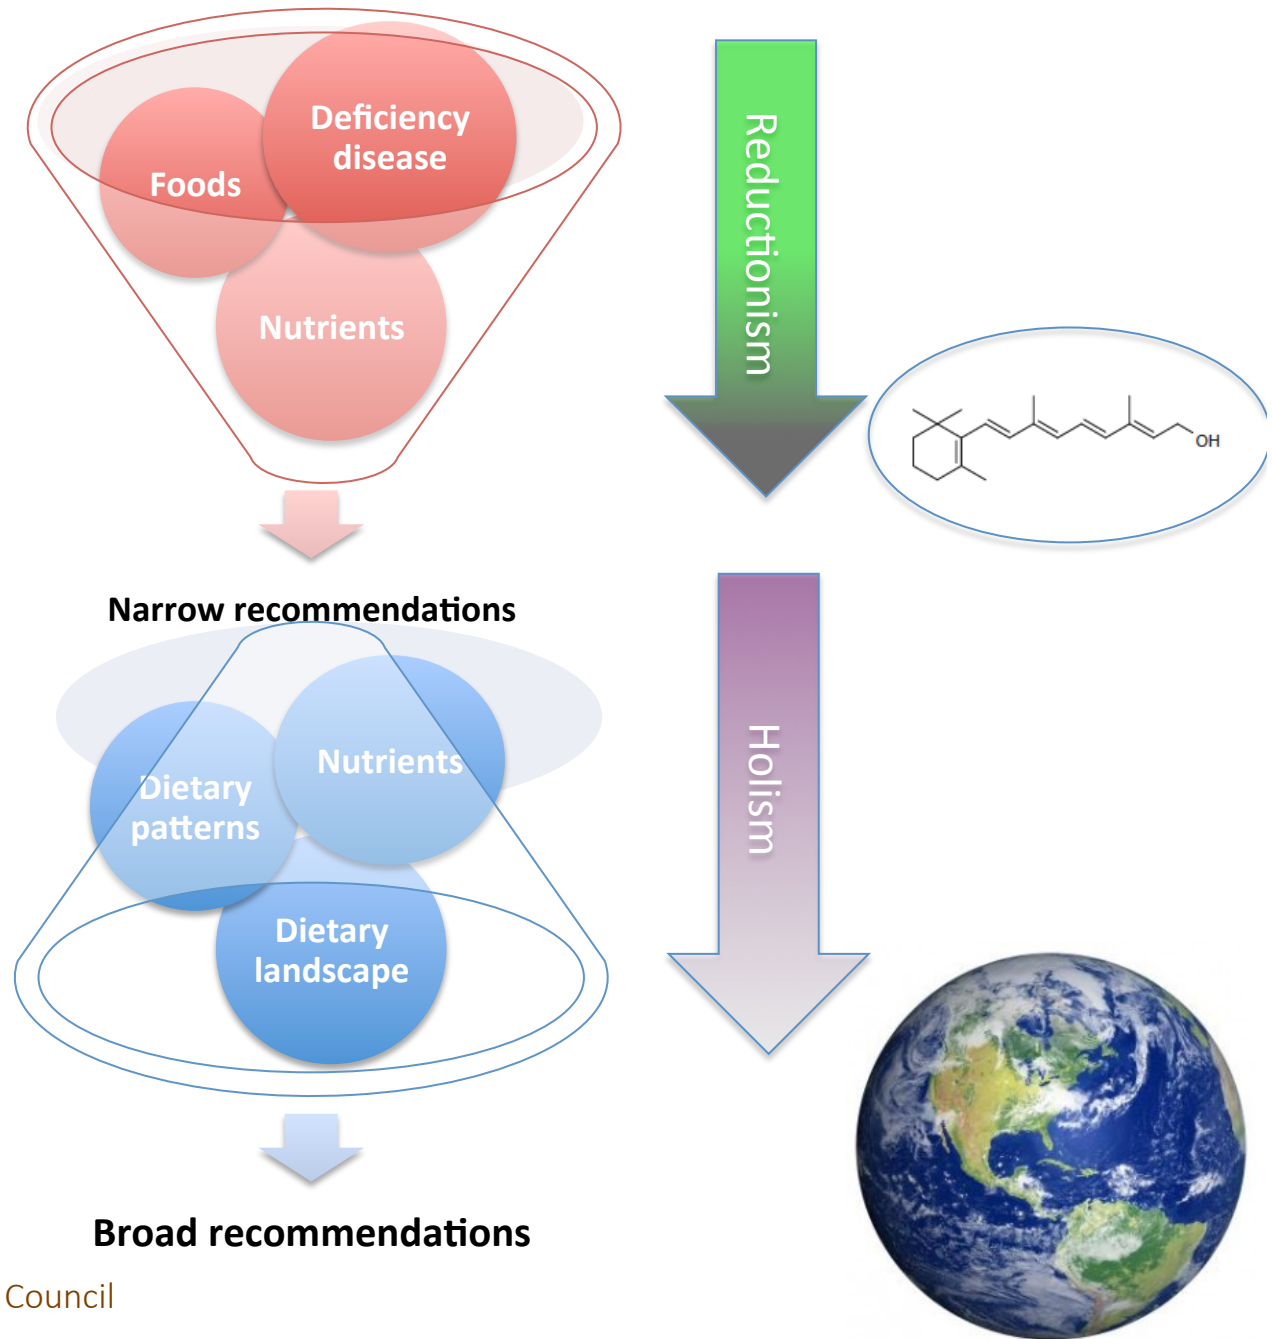 Deficiency
disease
Foods
Nutrients
Reductionism
OH
Narrow recommendations
Nutrients
Dietary
patterns
Holism
Dietary
landscape
Broad recommendations
Council